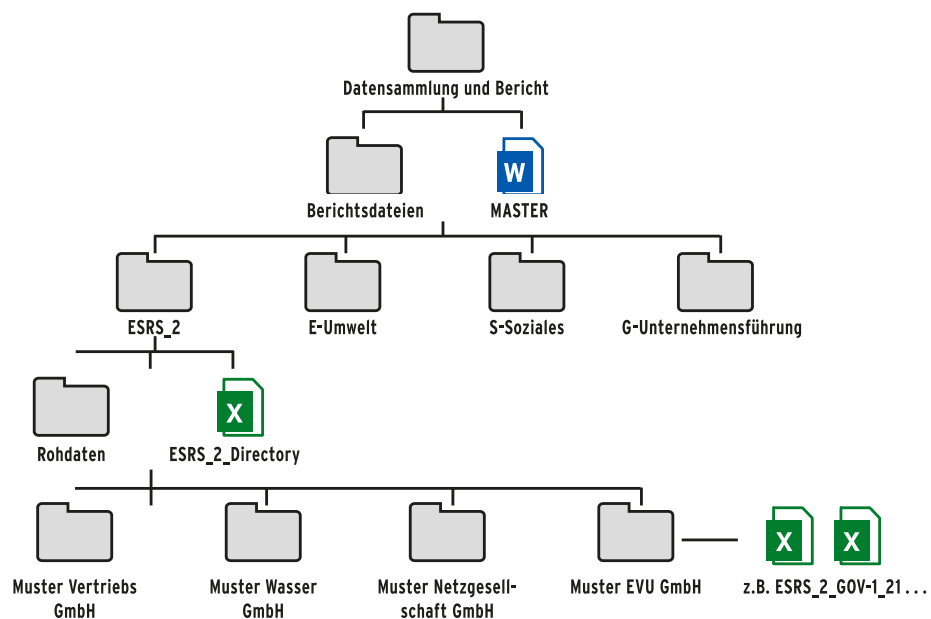 Datensammlung und Bericht
Berichtsdateien
W
MASTER
ESRS_2
E-Umwelt
S-Soziales
G-Unternehmensführung
X
Rohdaten
ESRS_2_Directory
X X
Muster Vertriebs
GmbH
Muster Wasser
GmbH
Muster Netzgesell-
schaft GmbH
Muster EVU GmbH
z.B. ESRS_2_GOV-1_21 ...